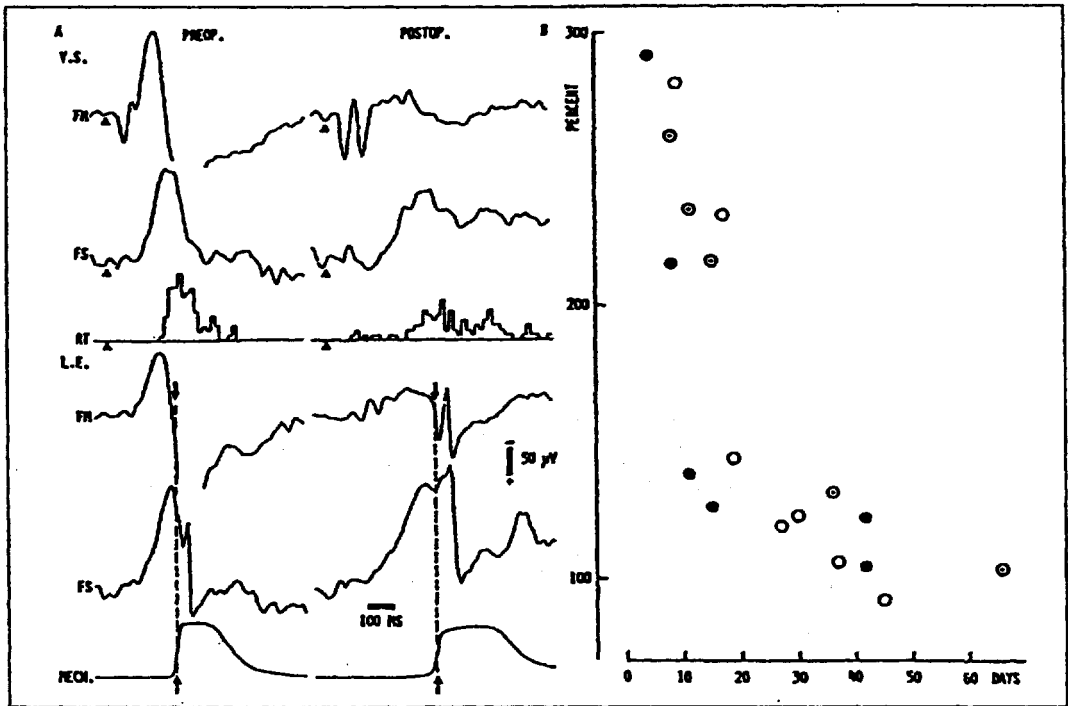 A PREOP. POSTOP. B
V.S.
FM
FS
RT
L.E.
FM
50 µV
FS
100 MS
MECH.
300
PERCENT
200
100
0 10 20 30 40 50 60 DAYS